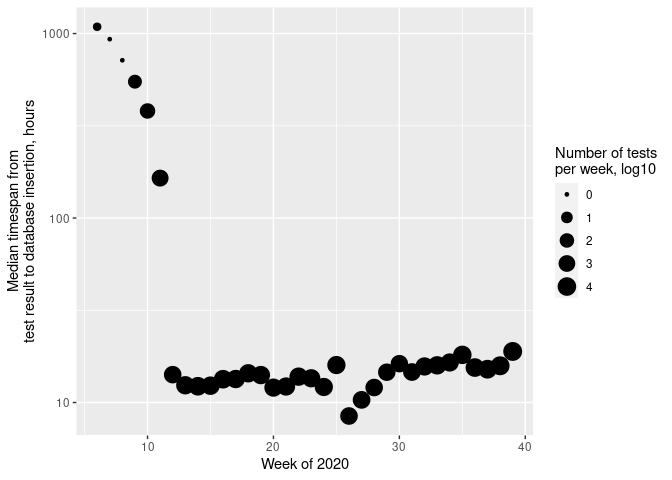 Median timespan from
test result to database insertion, hours
1000
100
10
10
20
30
40
Week of 2020
Number of tests
per week, log10
0
1
2
3
4